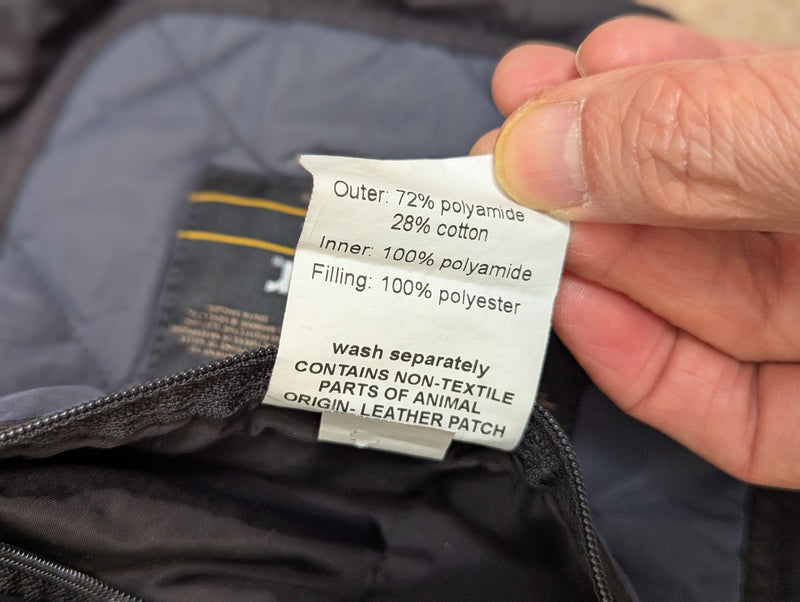 Outer: 72% polyamide
28% cotton
Inner: 100% polyamide
Filling: 100% polyester
wash separately
CONTAINS NON-TEXTILE
PARTS OF ANIMAL
ORIGIN- LEATHER PATCH